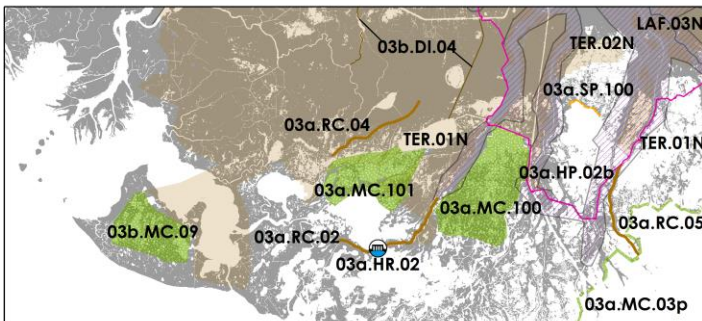 LAF.03N
TER.02N
03b.DI.04
03a.SP.100
03a.RC.04
TER.01N
TER.01N
03a.HP.02b
03a.MC.101
03a.MC.100
03b.MC.09
03a.RC.02
03a.RC.05
03a.HR.02
03a.MC.03p